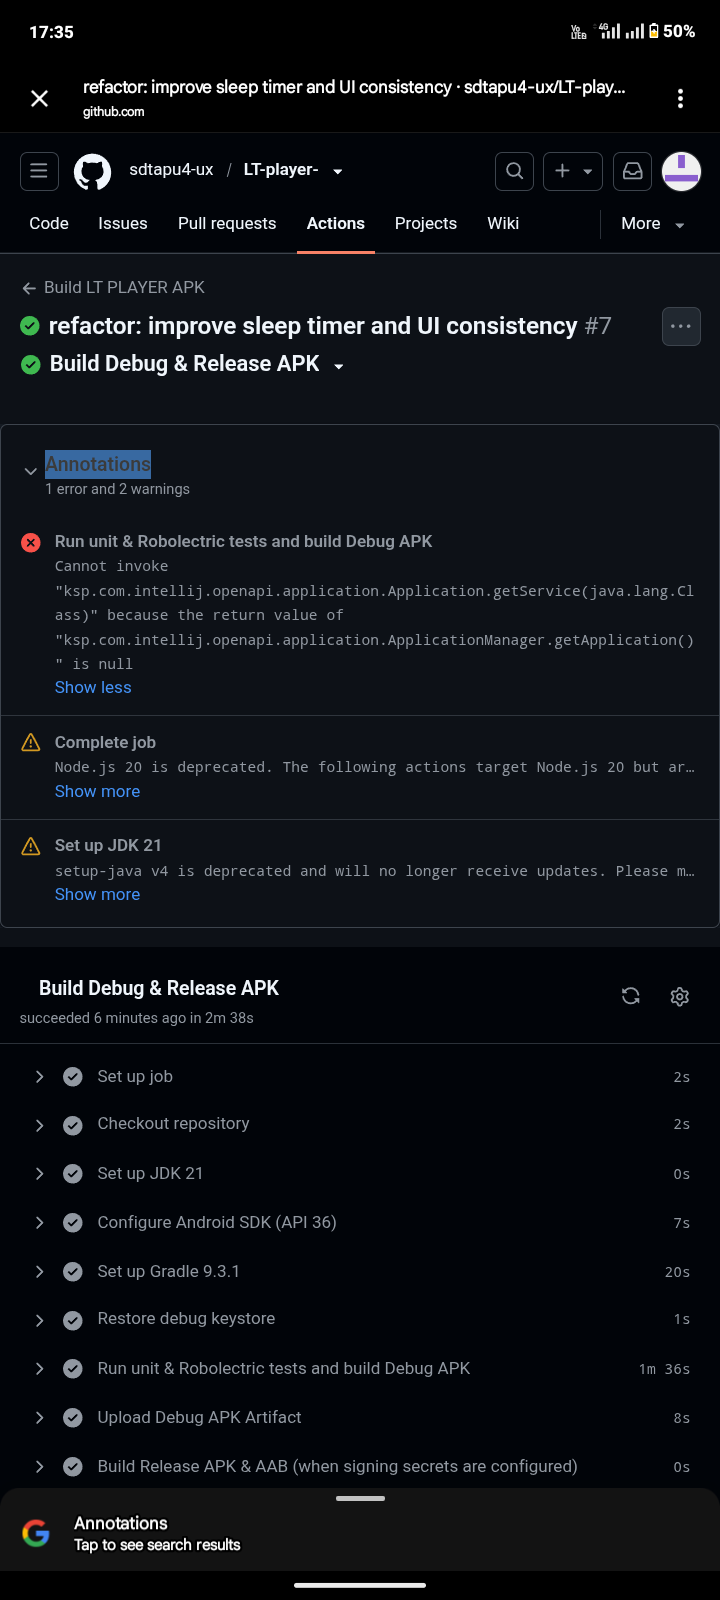 17:35
Vo LTEB 4G 50%
refactor: improve sleep timer and UI consistency · sdtapu4-ux/LT-play...
github.com
sdtapu4-ux / LT-player-
Code Issues Pull requests Actions Projects Wiki More
Build LT PLAYER APK
refactor: improve sleep timer and UI consistency #7
Build Debug & Release APK
Annotations
1 error and 2 warnings
Run unit & Robolectric tests and build Debug APK
Cannot invoke
"ksp.com.intellij.openapi.application.Application.getService(java.lang.Cl
ass)" because the return value of
"ksp.com.intellij.openapi.application.ApplicationManager.getApplication()
" is null
Show less
Complete job
Node.js 20 is deprecated. The following actions target Node.js 20 but ar…
Show more
Set up JDK 21
setup-java v4 is deprecated and will no longer receive updates. Please m…
Show more
Build Debug & Release APK
succeeded 6 minutes ago in 2m 38s
Set up job 2s
Checkout repository 2s
Set up JDK 21 0s
Configure Android SDK (API 36) 7s
Set up Gradle 9.3.1 20s
Restore debug keystore 1s
Run unit & Robolectric tests and build Debug APK 1m 36s
Upload Debug APK Artifact 8s
Build Release APK & AAB (when signing secrets are configured) 0s
Annotations
Tap to see search results